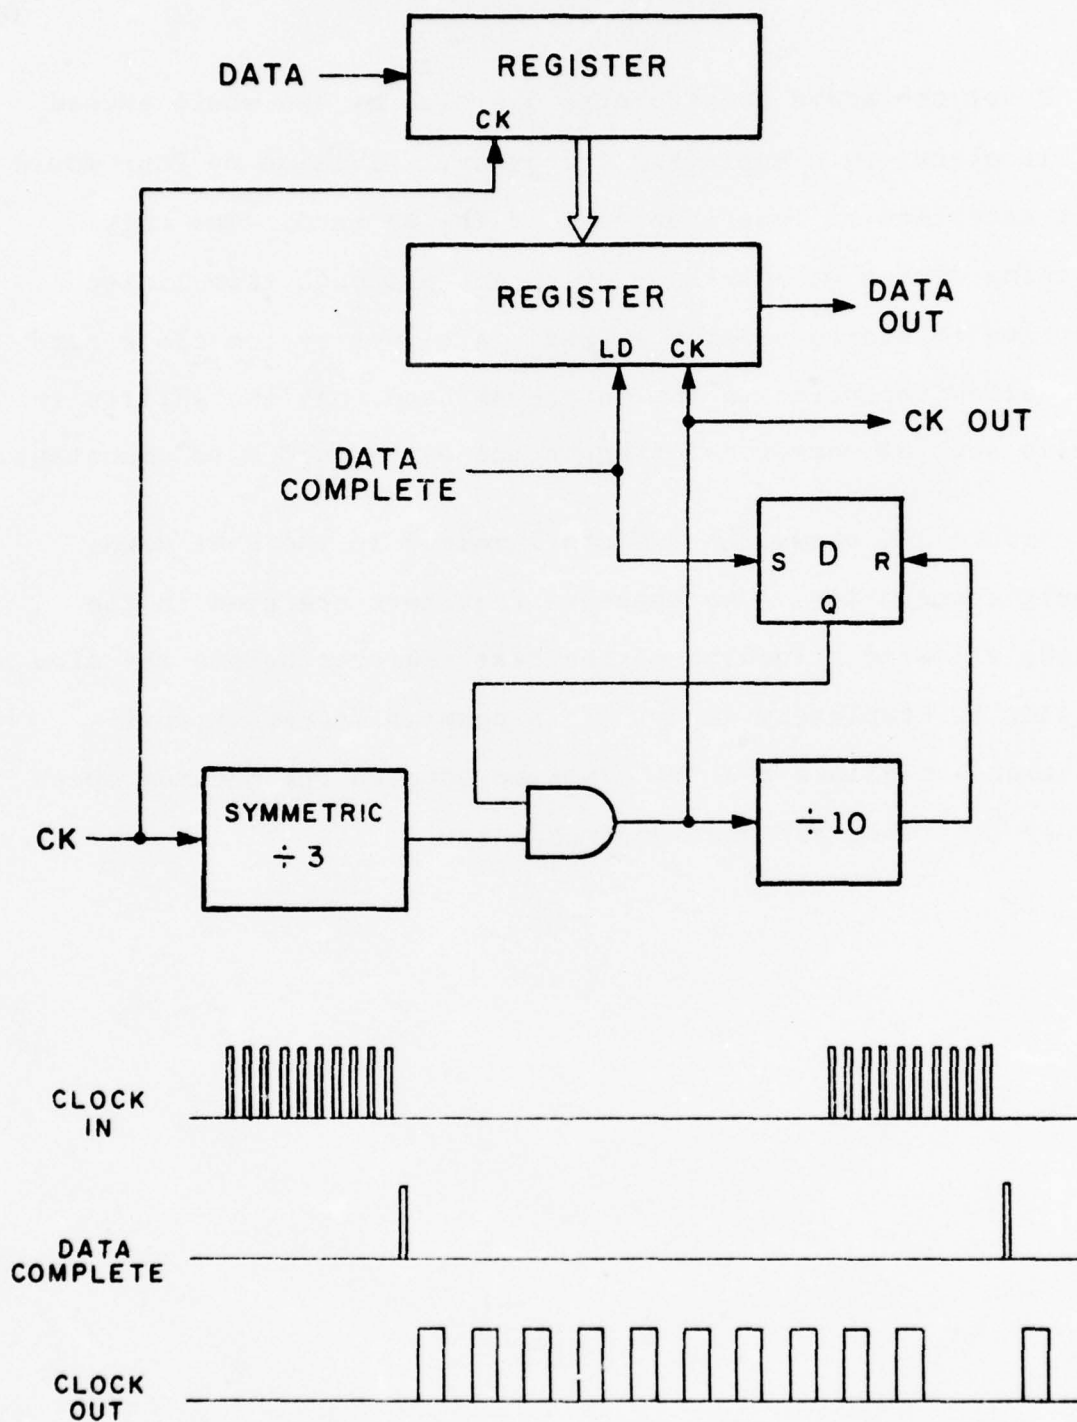 REGISTER
DATA
CK
REGISTER
DATA
OUT
LD CK
CK OUT
DATA
COMPLETE
S D R
Q
SYMMETRIC
÷ 3
CK
÷10
CLOCK
IN
DATA
COMPLETE
CLOCK
OUT